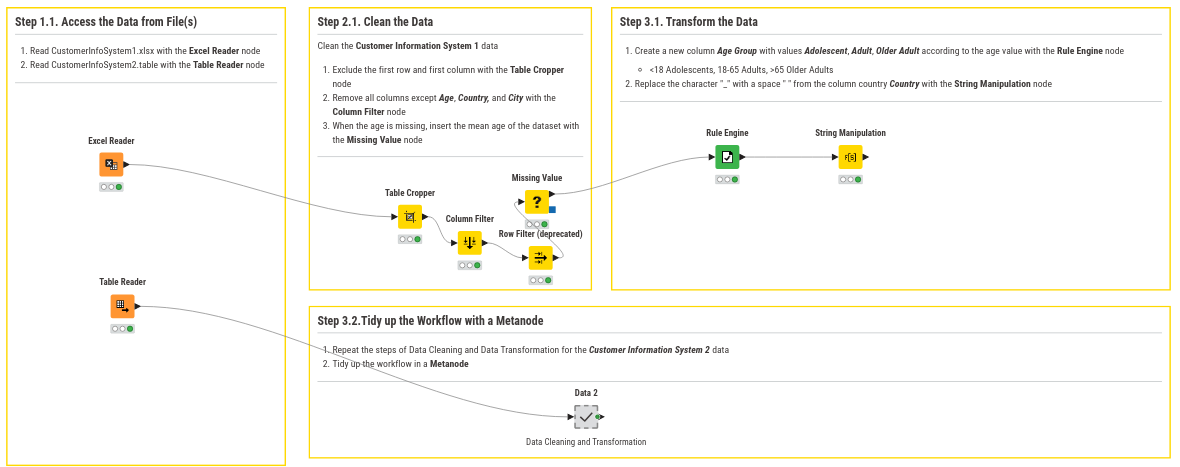 Step 1.1. Access the Data from File(s)
1. Read CustomerInfoSystem1.xlsx with the Excel Reader node
2. Read CustomerInfoSystem2.table with the Table Reader node
Excel Reader
Table Reader
Step 2.1. Clean the Data
Clean the Customer Information System 1 data
1. Exclude the first row and first column with the Table Cropper
node
2. Remove all columns except Age, Country, and City with the
Column Filter node
3. When the age is missing, insert the mean age of the dataset with
the Missing Value node
Missing Value
?
Table Cropper
Column Filter
Row Filter (deprecated)
Step 3.1. Transform the Data
1. Create a new column Age Group with values Adolescent, Adult, Older Adult according to the age value with the Rule Engine node
<18 Adolescents, 18-65 Adults, >65 Older Adults
2. Replace the character "_" with a space " " from the column country Country with the String Manipulation node
Rule Engine
String Manipulation
F[S]
Step 3.2.Tidy up the Workflow with a Metanode
1. Repeat the steps of Data Cleaning and Data Transformation for the Customer Information System 2 data
2. Tidy up the workflow in a Metanode
Data 2
Data Cleaning and Transformation